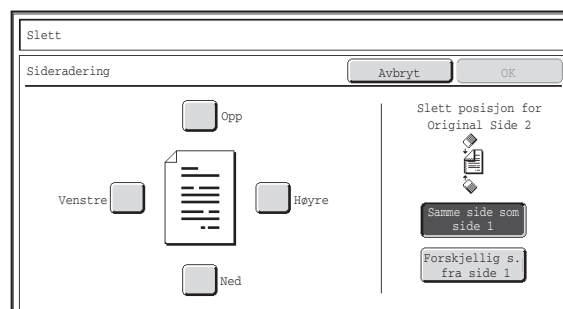 Slett
Sideradering
Avbryt
OK
Opp
Venstre
Høyre
Ned
Slett posisjon for
Original Side 2
Samme side som
side 1
Forskjellig s.
fra side 1